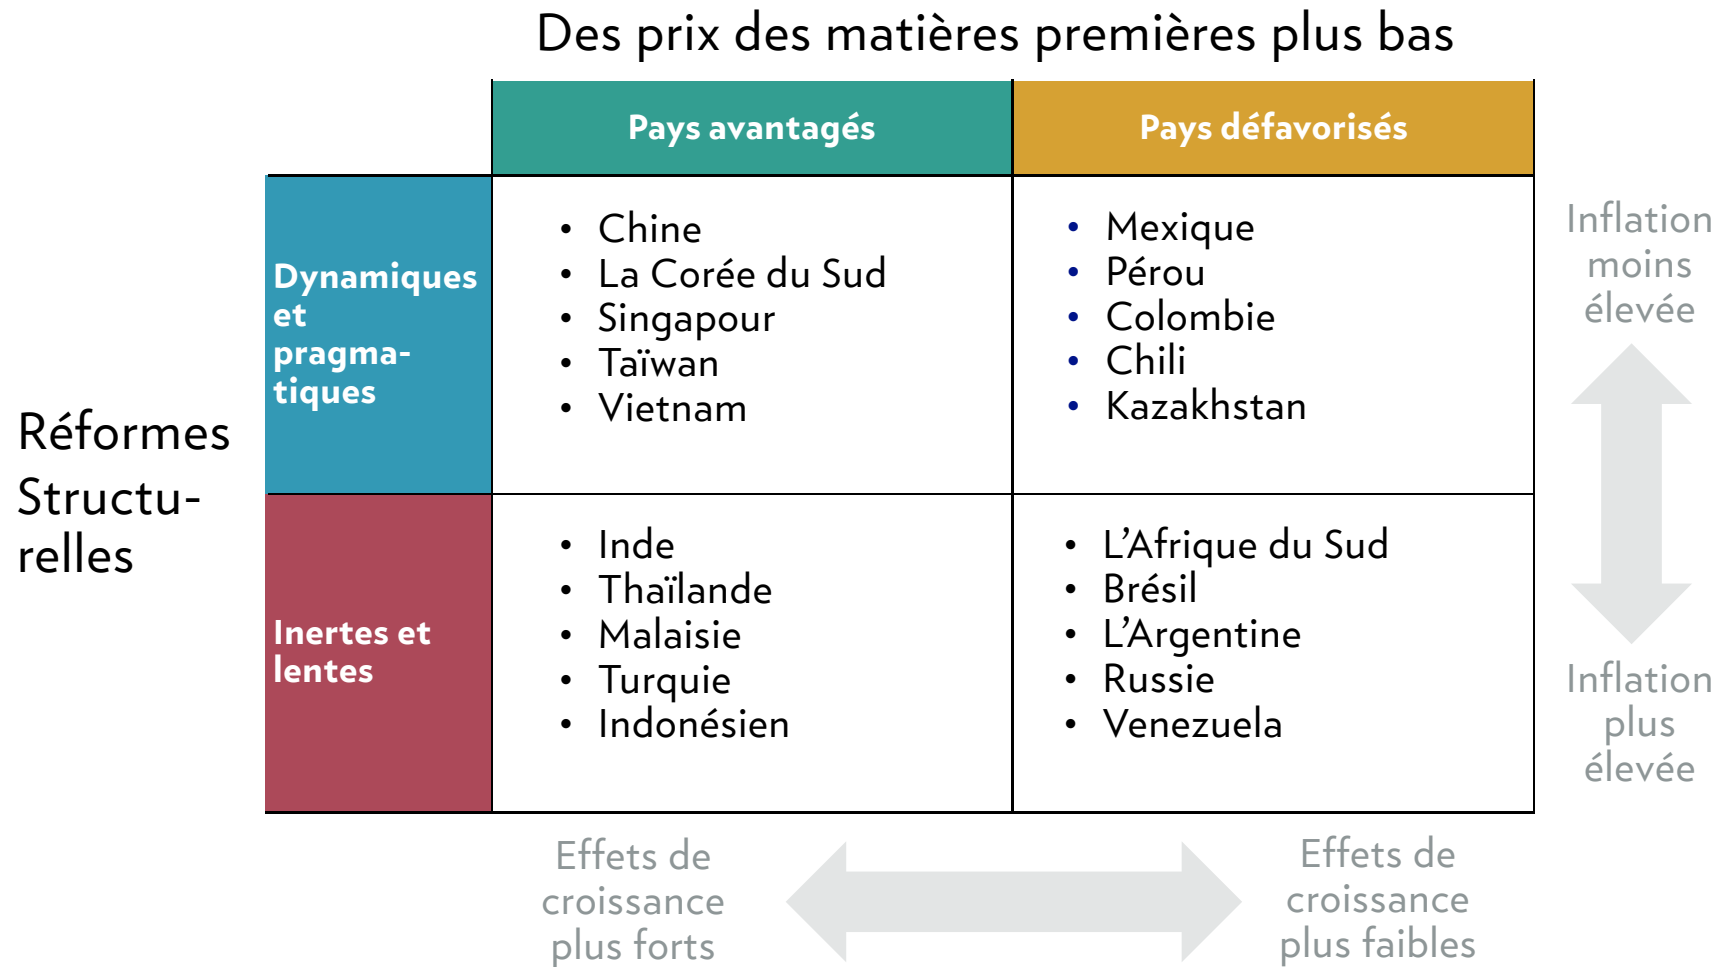 Des prix des matières premières plus bas
Pays avantagés
Pays défavorisés
Réformes
Structu-
relles
Dynamiques
et
pragma-
tiques
• Chine
• La Corée du Sud
• Singapour
• Taïwan
• Vietnam
• Mexique
• Pérou
• Colombie
• Chili
• Kazakhstan
Inflation
moins
élevée
Inertes et
lentes
• Inde
• Thaïlande
• Malaisie
• Turquie
• Indonésien
• L’Afrique du Sud
• Brésil
• L’Argentine
• Russie
• Venezuela
Inflation
plus
élevée
Effets de
croissance
plus forts
Effets de
croissance
plus faibles